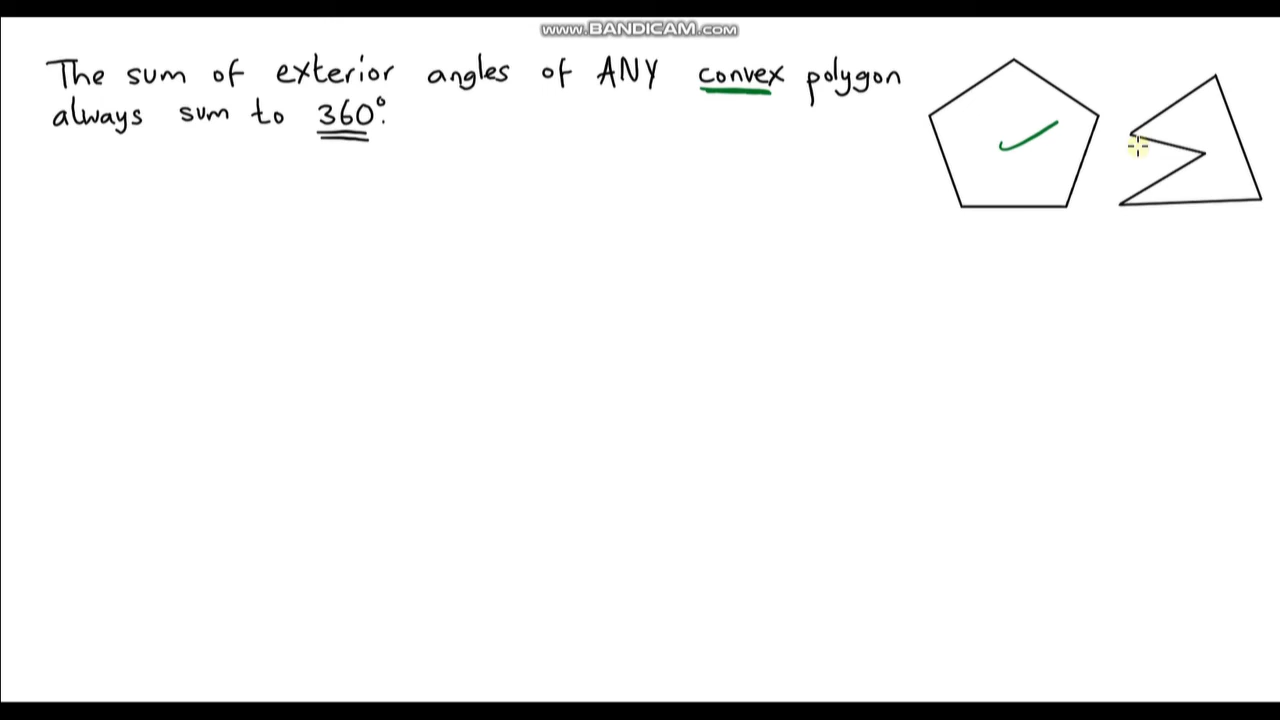 www.BANDICAM.com
The sum of exterior angles of ANY convex polygon
always sum to 360°.